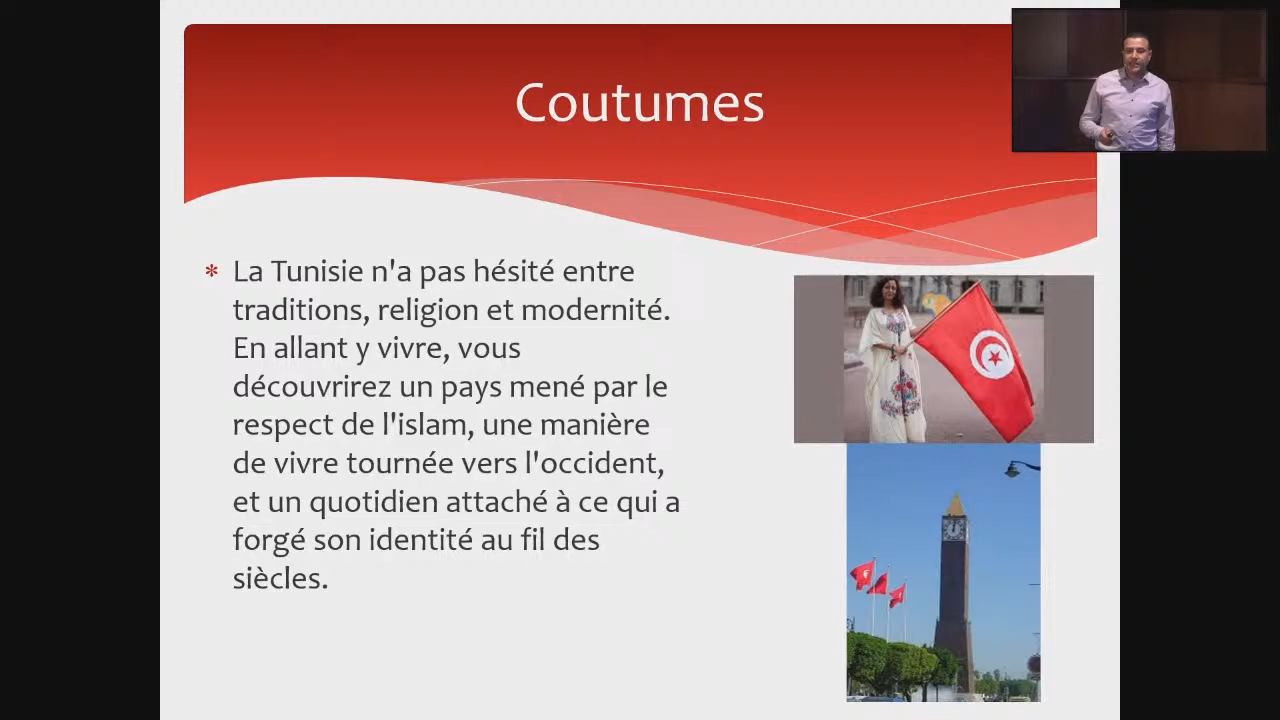 Coutumes
* La Tunisie n'a pas hésité entre
traditions, religion et modernité.
En allant y vivre, vous
découvrirez un pays mené par le
respect de l'islam, une manière
de vivre tournée vers l'occident,
et un quotidien attaché à ce qui a
forgé son identité au fil des
siècles.